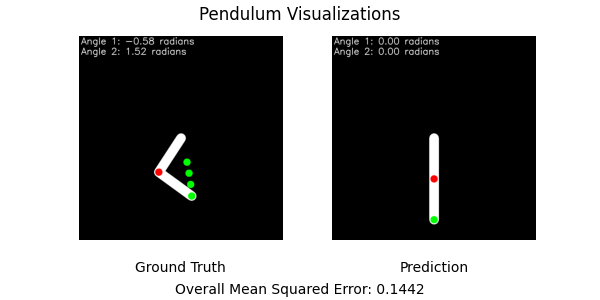 Pendulum Visualizations
Angle 1: -0.58 radians
Angle 2: 1.52 radians
Angle 1: 0.00 radians
Angle 2: 0.00 radians
Ground Truth
Prediction
Overall Mean Squared Error: 0.1442